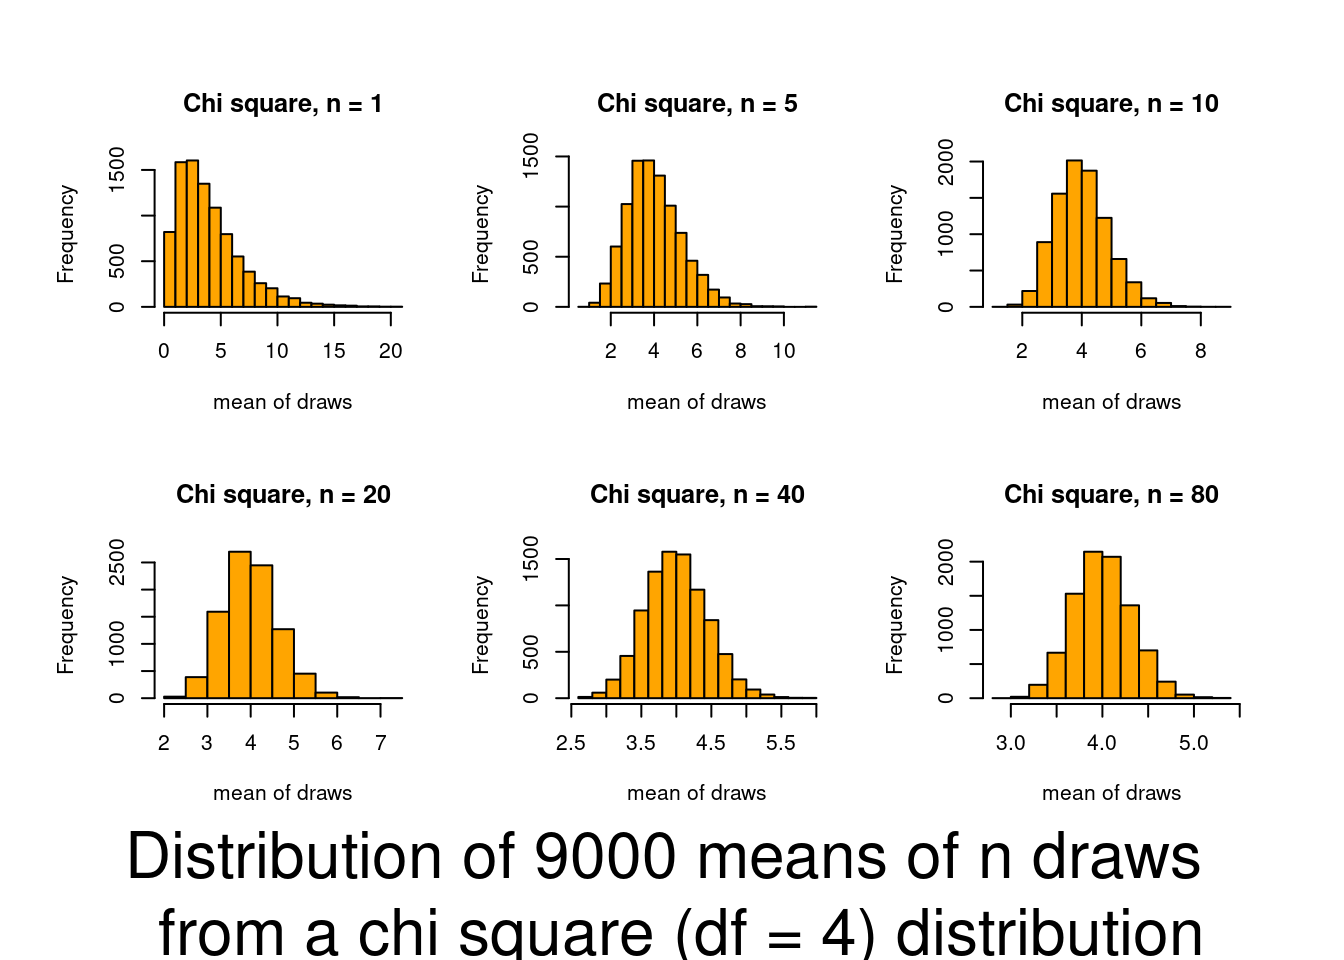 Chi square, n = 1
Frequency
0
500
1500
0 5 10 15 20
mean of draws
Chi square, n = 5
Frequency
0
500
1500
2 4 6 8 10
mean of draws
Chi square, n = 10
Frequency
0
1000
2000
2 4 6 8
mean of draws
Chi square, n = 20
Frequency
0
1000
2500
2 3 4 5 6 7
mean of draws
Chi square, n = 40
Frequency
0
500
1500
2.5 3.5 4.5 5.5
mean of draws
Chi square, n = 80
Frequency
0
1000
2000
3.0 4.0 5.0
mean of draws
Distribution of 9000 means of n draws
from a chi square (df = 4) distribution